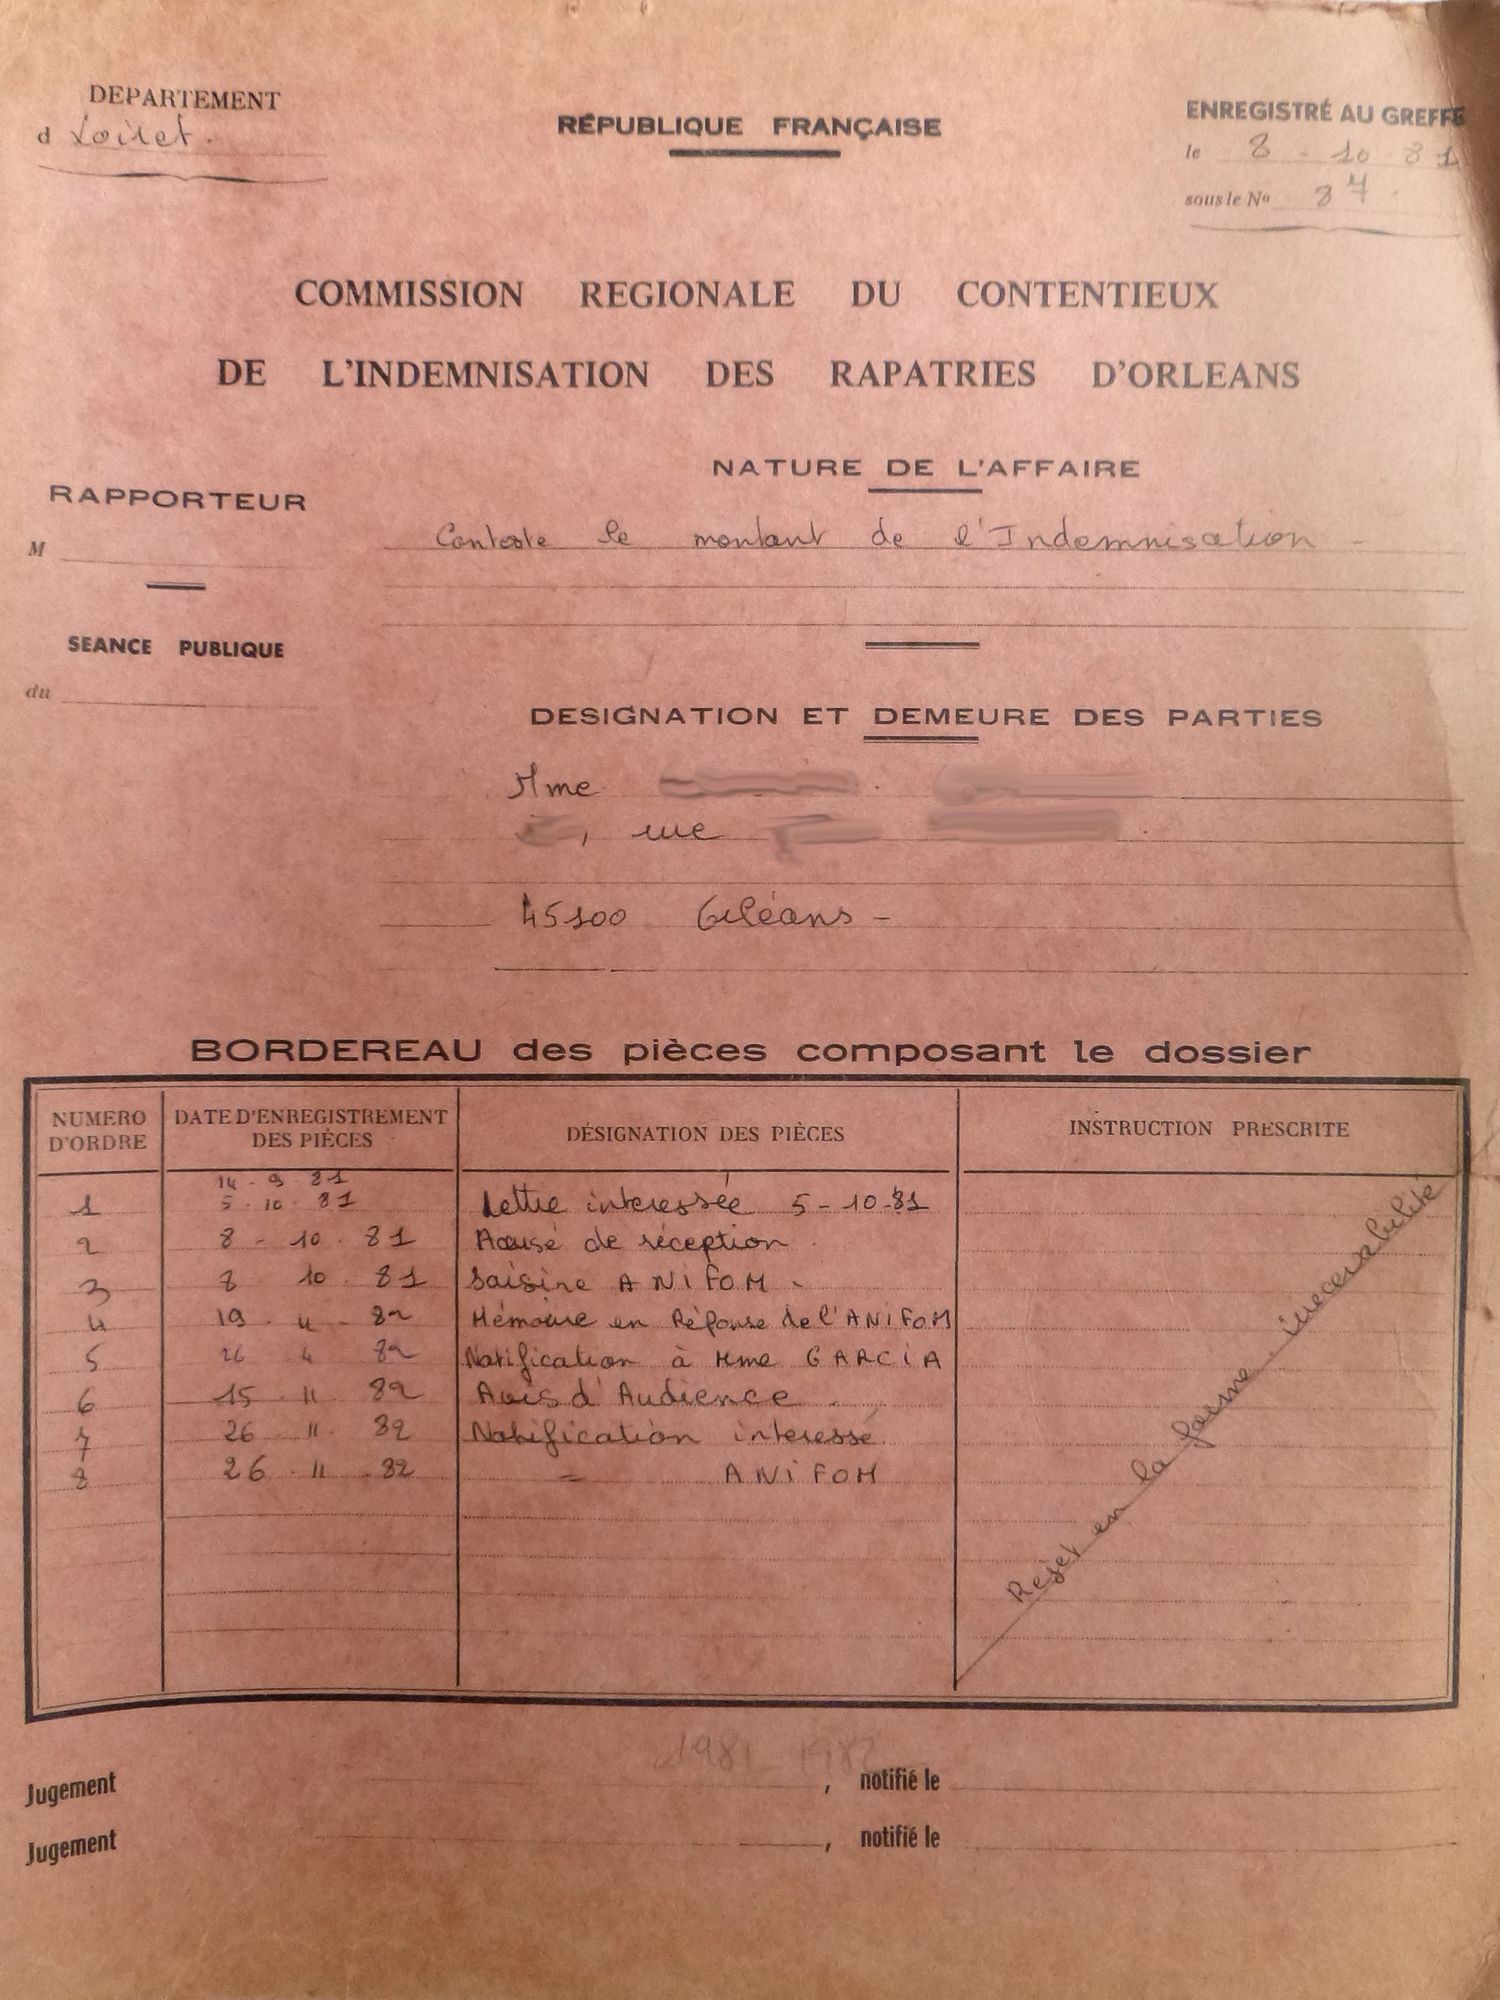 DEPARTEMENT
d Loiret.
RÉPUBLIQUE FRANÇAISE
ENREGISTRÉ AU GREFFE
le 8 - 10 - 81
sous le No 84.
COMMISSION REGIONALE DU CONTENTIEUX
DE L'INDEMNISATION DES RAPATRIES D'ORLEANS
RAPPORTEUR
M
SEANCE PUBLIQUE
du
NATURE DE L'AFFAIRE
Conteste le montant de l'Indemnisation -
DESIGNATION ET DEMEURE DES PARTIES
Mme
, rue
45100 Orléans -
BORDEREAU des pièces composant le dossier
NUMERO D'ORDRE DATE D'ENREGISTREMENT DES PIÈCES DÉSIGNATION DES PIÈCES INSTRUCTION PRESCRITE
14 - 9 - 81
1 5 - 10 - 81 Lettre interessée 5 - 10 - 81
2 8 - 10 - 81 Accusé de réception
3 8 10 - 81 Saisine ANIFOM -
4 19 - 4 - 82 Mémoire en Réponse de l'ANIFOM
5 26 4 82 Notification à Mme GARCIA
6 15 - 11 82 Avis d'Audience
7 26 11 - 82 Notification interessé
8 26 - 11 - 82 - ANIFOM
Rejet en la forme irrecevabilité
1981 1982
Jugement , notifié le
Jugement , notifié le